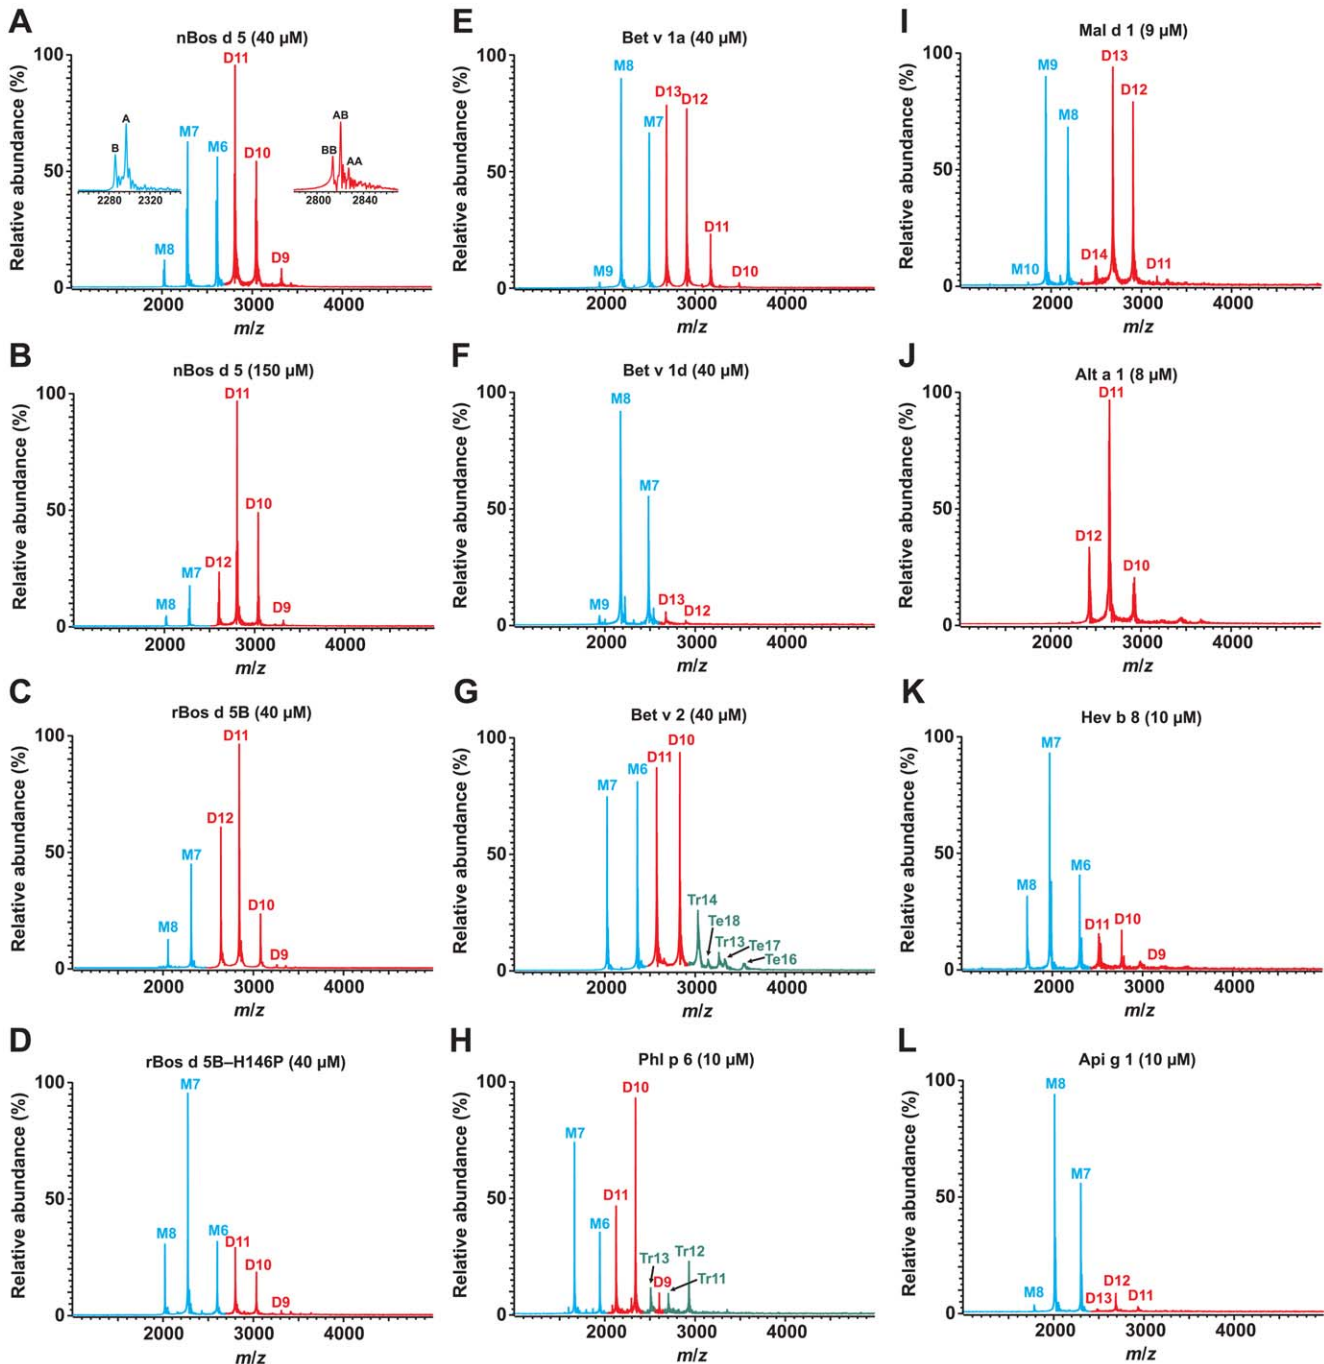 A
nBos d 5 (40 µM)
Relative abundance (%)
100
50
0
M8
M7
M6
D11
D10
D9
B
A
2280 2320
BB
AB
AA
2800 2840
2000 3000 4000
m/z
B
nBos d 5 (150 µM)
Relative abundance (%)
100
50
0
M8
M7
D12
D11
D10
D9
2000 3000 4000
m/z
C
rBos d 5B (40 µM)
Relative abundance (%)
100
50
0
M8
M7
D12
D11
D10
D9
2000 3000 4000
m/z
D
rBos d 5B–H146P (40 µM)
Relative abundance (%)
100
50
0
M8
M7
M6
D11
D10
D9
2000 3000 4000
m/z
E
Bet v 1a (40 µM)
Relative abundance (%)
100
50
0
M9
M8
M7
D13
D12
D11
D10
2000 3000 4000
m/z
F
Bet v 1d (40 µM)
Relative abundance (%)
100
50
0
M9
M8
M7
D13
D12
2000 3000 4000
m/z
G
Bet v 2 (40 µM)
Relative abundance (%)
100
50
0
M7
M6
D11
D10
Tr14
Te18
Tr13
Te17
Te16
2000 3000 4000
m/z
H
Phl p 6 (10 µM)
Relative abundance (%)
100
50
0
M7
M6
D11
D10
Tr13
D9
Tr12
Tr11
2000 3000 4000
m/z
I
Mal d 1 (9 µM)
Relative abundance (%)
100
50
0
M10
M9
M8
D14
D13
D12
D11
2000 3000 4000
m/z
J
Alt a 1 (8 µM)
Relative abundance (%)
100
50
0
D12
D11
D10
2000 3000 4000
m/z
K
Hev b 8 (10 µM)
Relative abundance (%)
100
50
0
M8
M7
M6
D11
D10
D9
2000 3000 4000
m/z
L
Api g 1 (10 µM)
Relative abundance (%)
100
50
0
M8
M8
M7
D13
D12
D11
2000 3000 4000
m/z